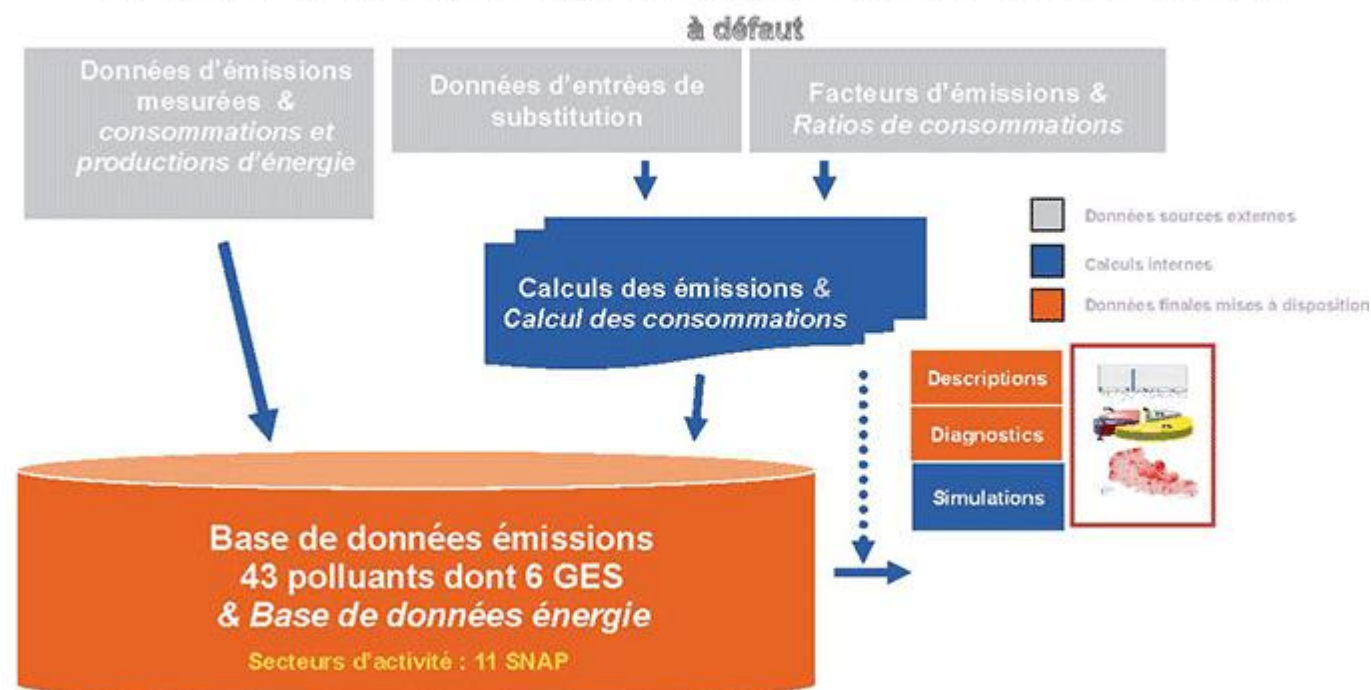 à défaut
Données d'émissions
mesurées &
consommations et
productions d'énergie
Données d'entrées de
substitution
Facteurs d'émissions &
Ratios de consommations
Données sources externes
Calculs internes
Données finales mises à disposition
Calculs des émissions &
Calcul des consommations
Descriptions
Diagnostics
Simulations
Base de données émissions
43 polluants dont 6 GES
& Base de données énergie
Secteurs d'activité : 11 SNAP